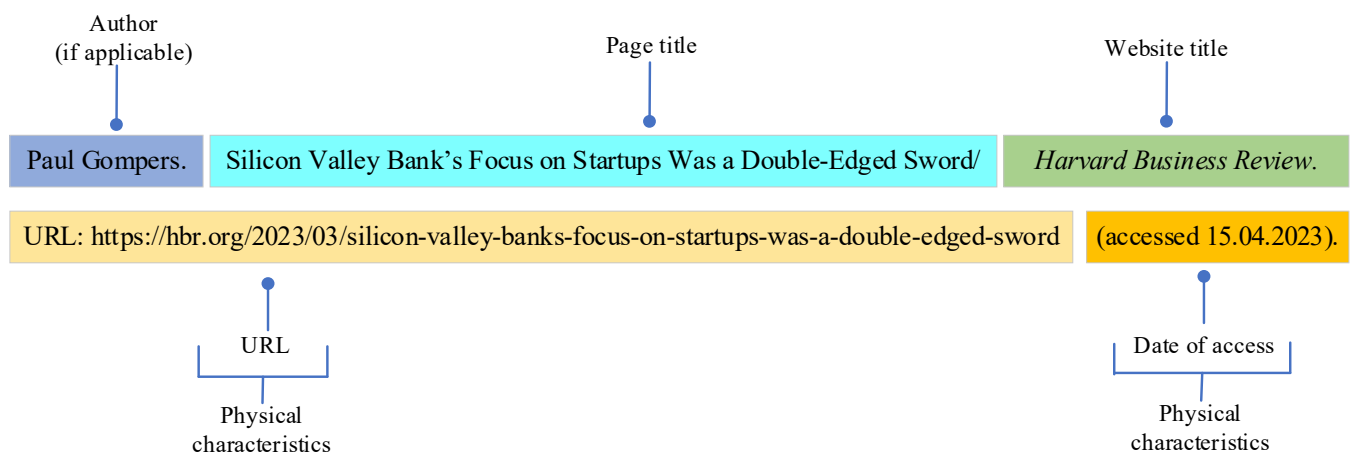 Author
(if applicable)
Page title
Website title
Paul Gompers.
Silicon Valley Bank’s Focus on Startups Was a Double-Edged Sword/
Harvard Business Review.
URL: https://hbr.org/2023/03/silicon-valley-banks-focus-on-startups-was-a-double-edged-sword
(accessed 15.04.2023).
URL
Date of access
Physical
characteristics
Physical
characteristics